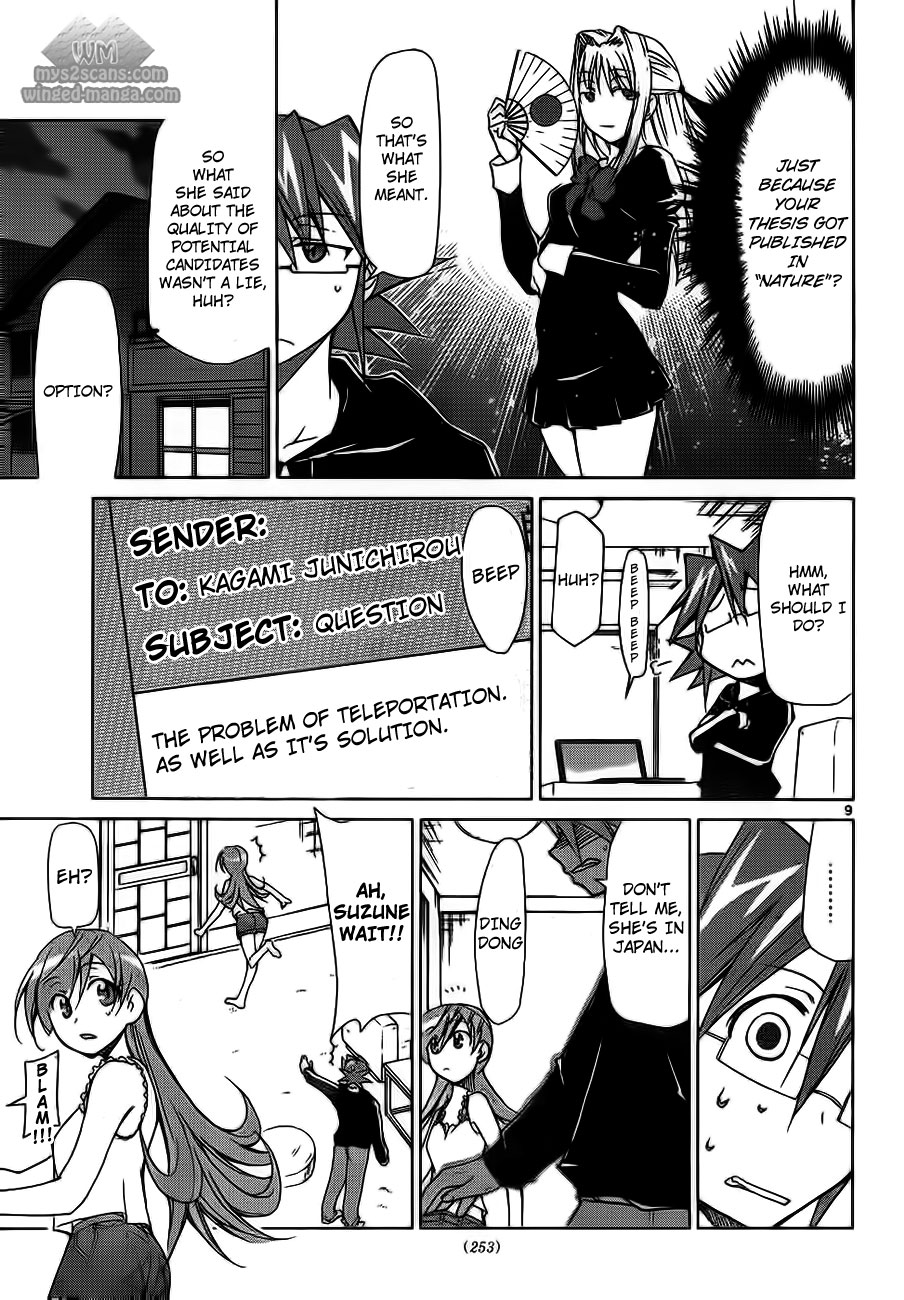 WM
mys2scans.com
winged-manga.com
JUST
BECAUSE
YOUR
THESIS GOT
PUBLISHED
IN
"NATURE"?
SO
THAT'S
WHAT
SHE
MEANT.
SO
WHAT
SHE SAID
ABOUT THE
QUALITY OF
POTENTIAL
CANDIDATES
WASN'T A LIE,
HUH?
OPTION?
HMM,
WHAT
SHOULD I
DO?
BEEP BEEP
HUH?
BEEP
SENDER:
TO: KAGAMI JUNICHIROU
SUBJECT: QUESTION
THE PROBLEM OF TELEPORTATION.
AS WELL AS IT'S SOLUTION.
9
.........
DON'T
TELL ME,
SHE'S IN
JAPAN...
DING
DONG
AH,
SUZUNE
WAIT!!
EH?
BLAM!!!
(253)